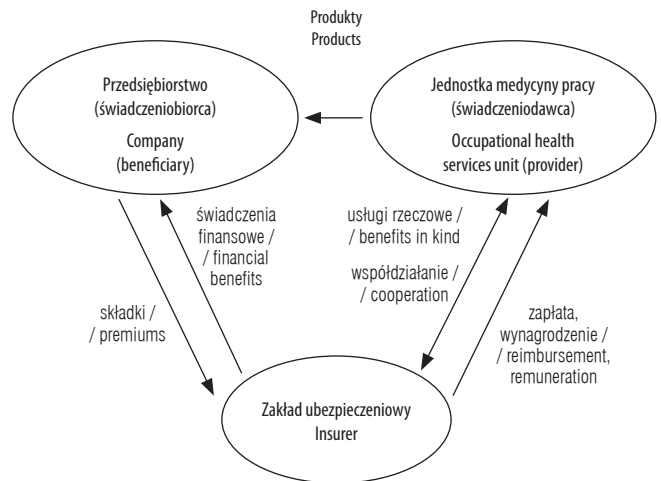 Produkty
Products
Przedsiębiorstwo
(świadczeniobiorca)
Company
(beneficiary)
Jednostka medycyny pracy
(świadczeniodawca)
Occupational health
services unit (provider)
świadczenia
finansowe /
/ financial
benefits
usługi rzeczowe /
/ benefits in kind
współdziałanie /
/ cooperation
składki /
/ premiums
zapłata,
wynagrodzenie /
/ reimbursement,
remuneration
Zakład ubezpieczeniowy
Insurer